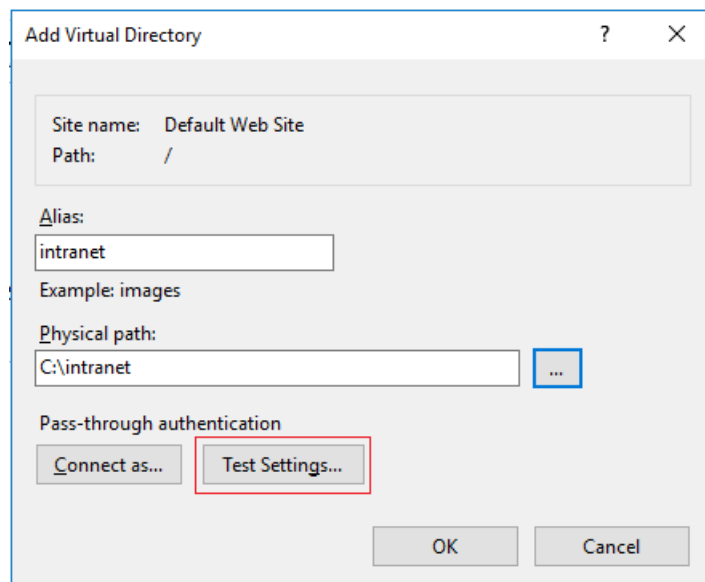 Add Virtual Directory ?
Site name: Default Web Site
Path: /
Alias:
intranet
Example: images
Physical path:
C:\intranet ...
Pass-through authentication
Connect as... Test Settings...
OK Cancel